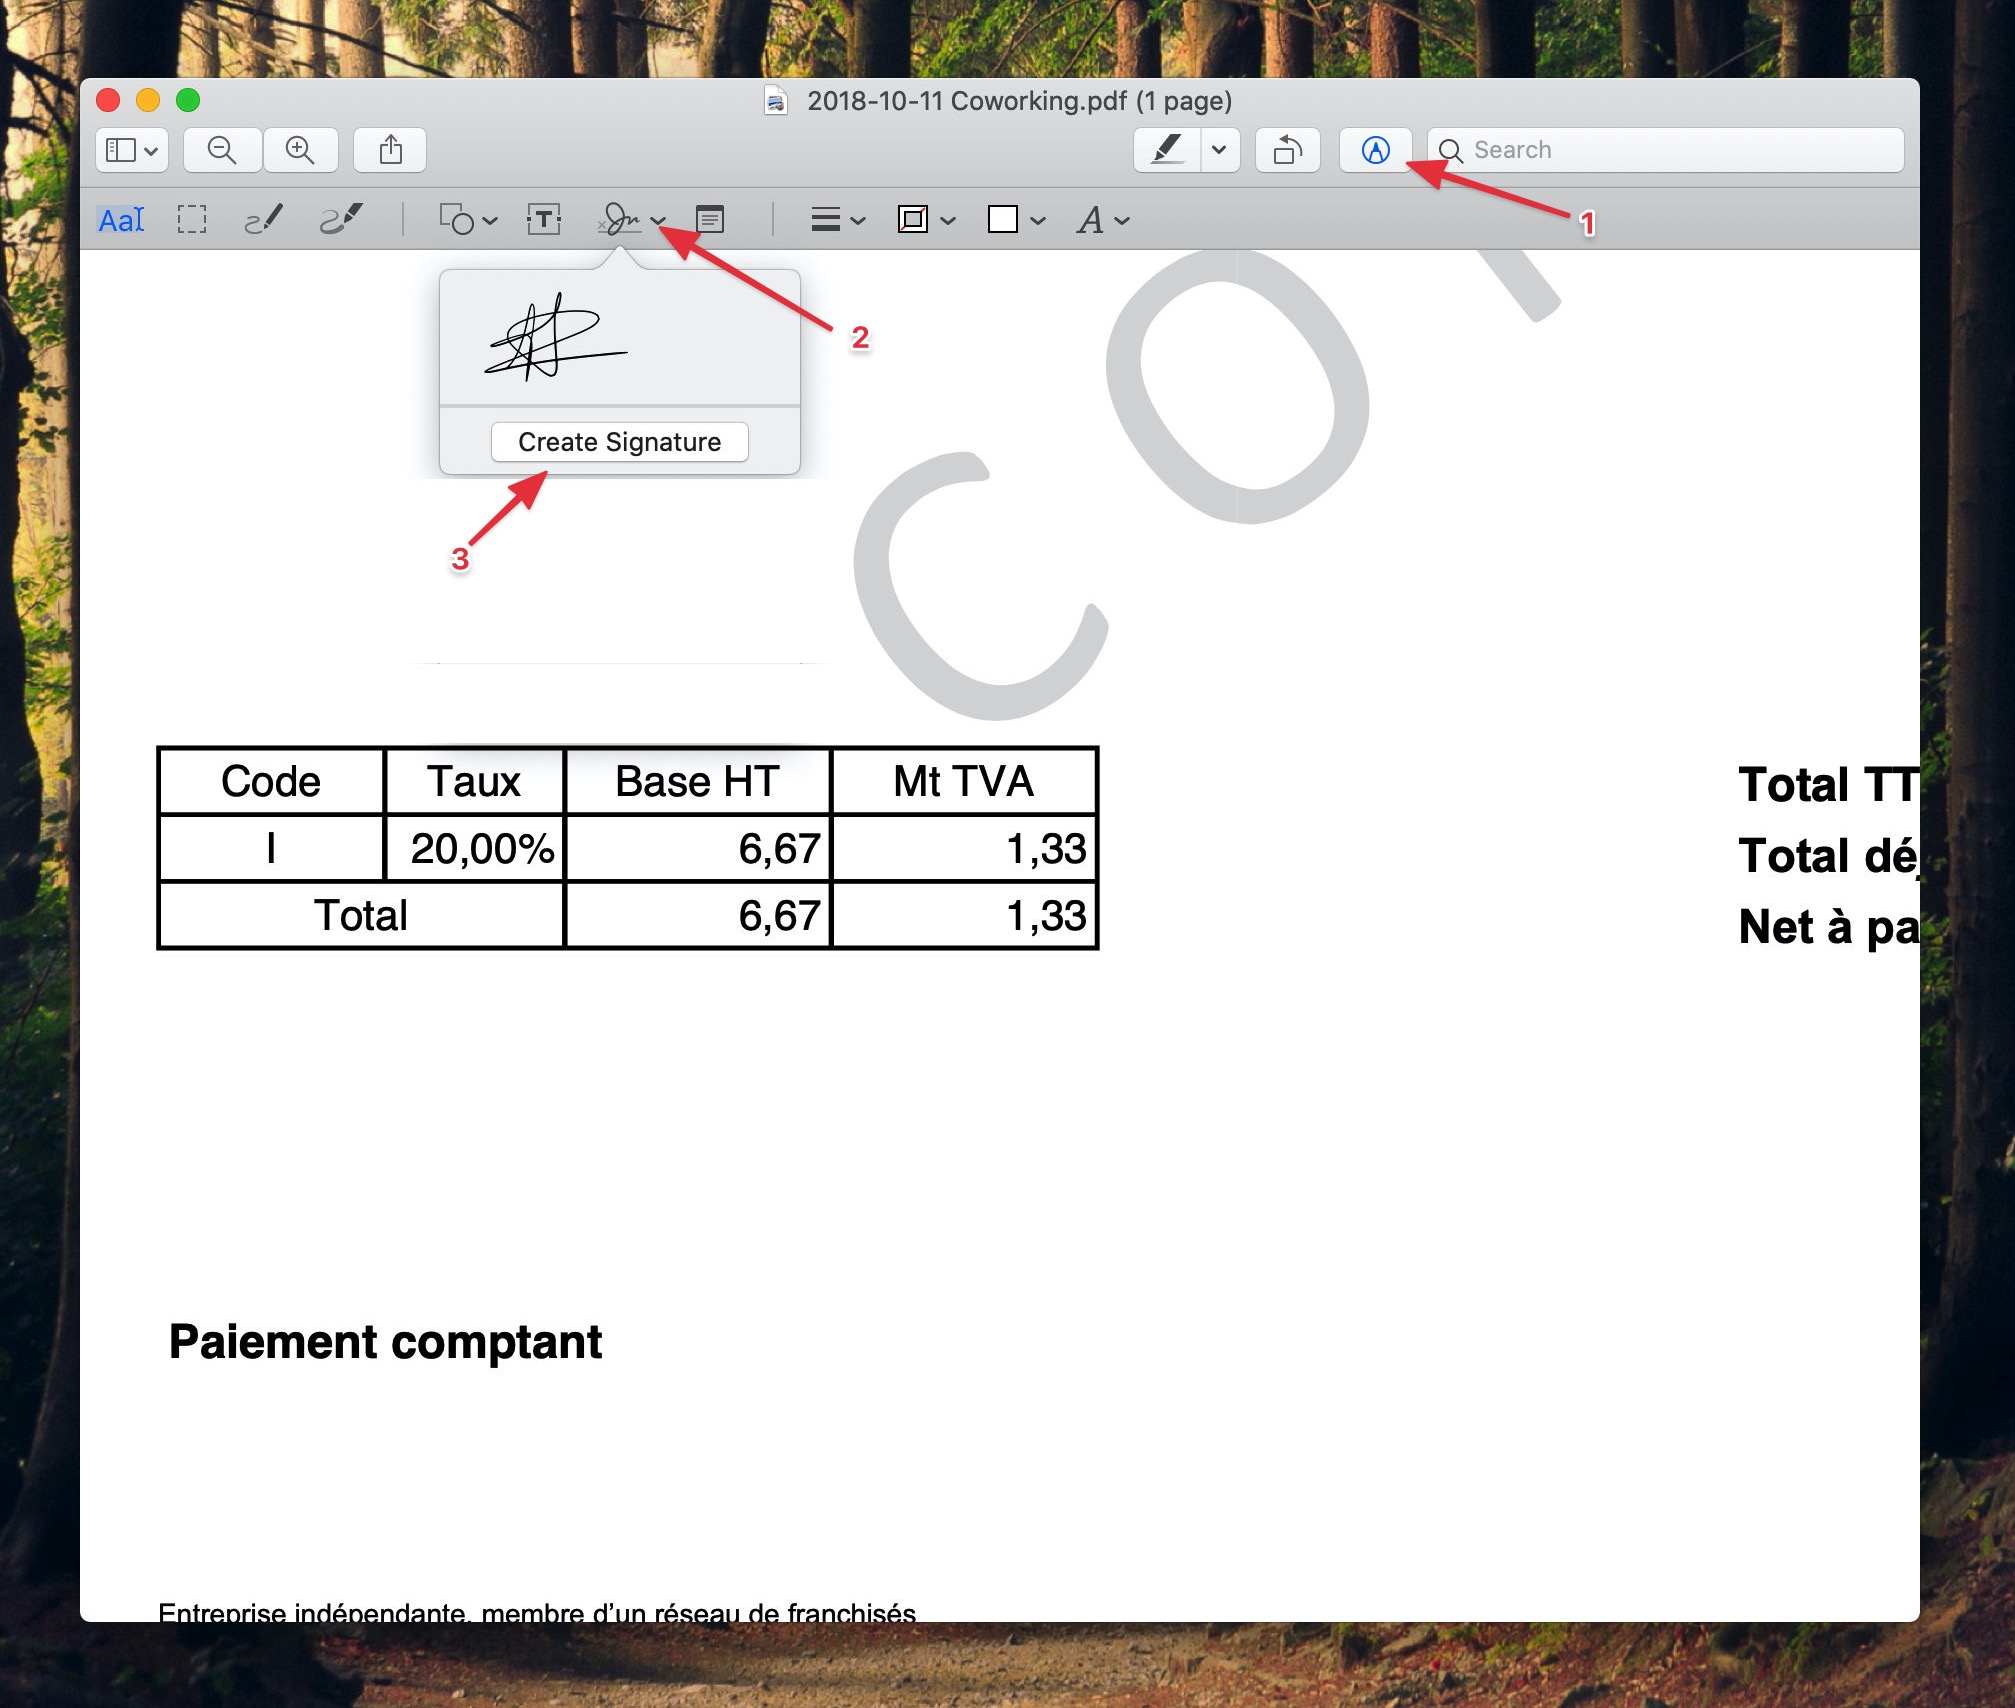 2018-10-11 Coworking.pdf (1 page)
Search
AaI
T
A
1
2
Create Signature
3
CO
Code Taux Base HT Mt TVA
I 20,00% 6,67 1,33
Total 6,67 1,33
Total TT
Total dé
Net à pa
Paiement comptant
Entreprise indépendante, membre d'un réseau de franchisés